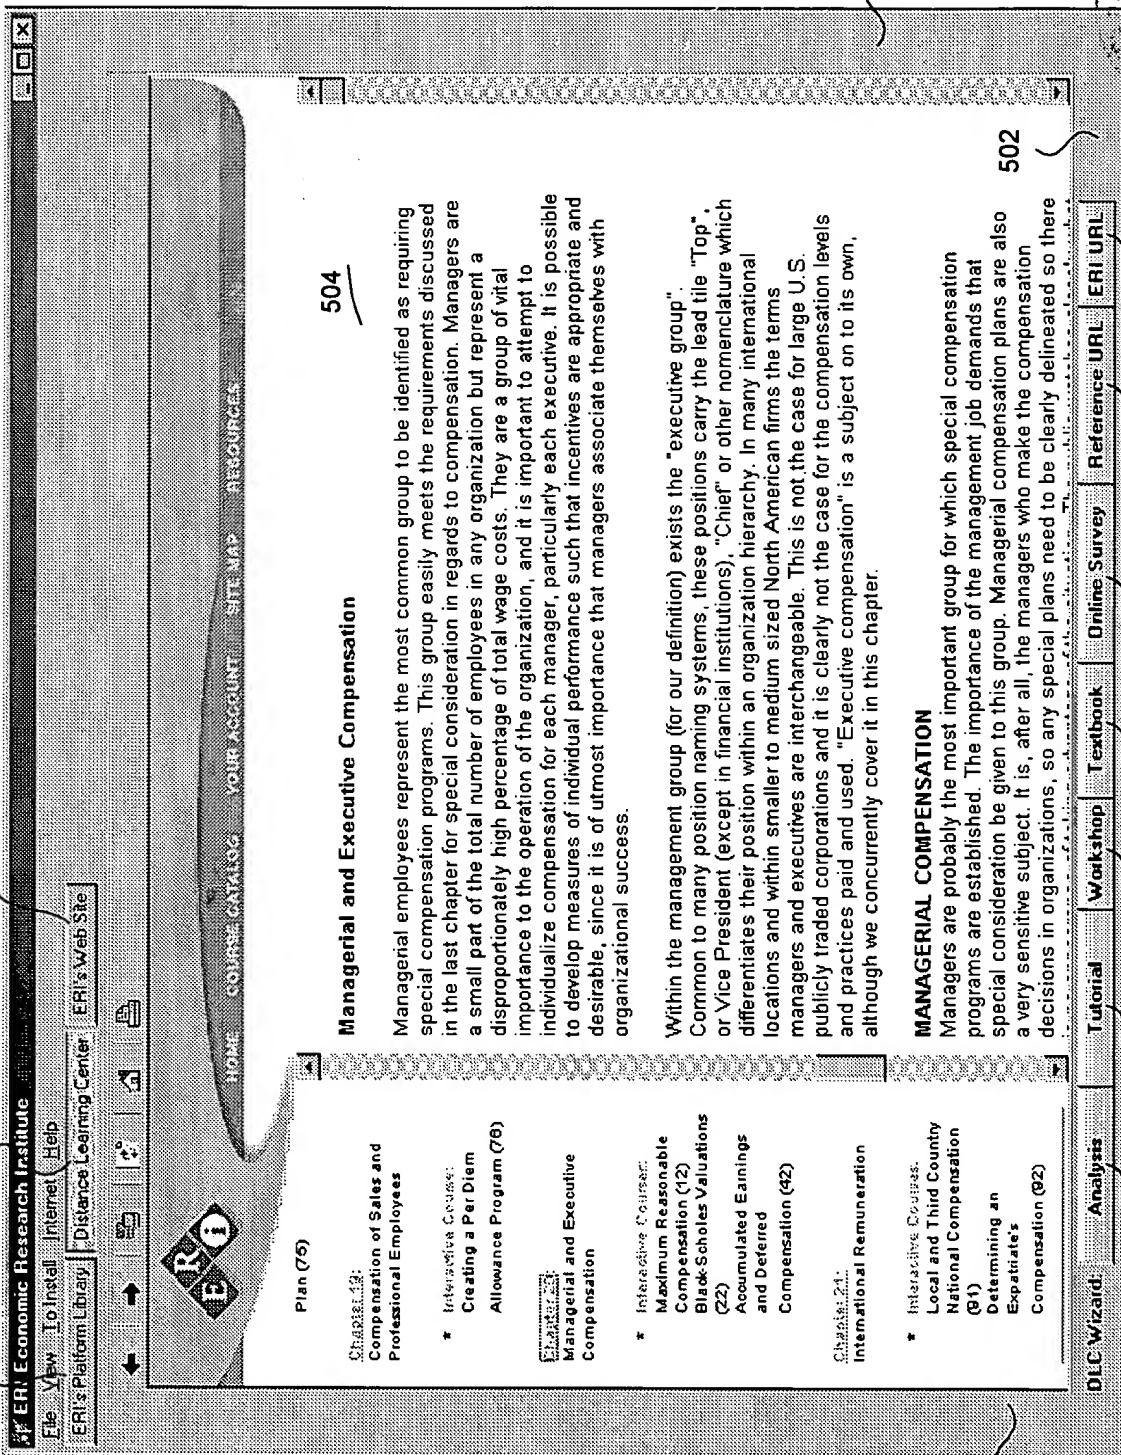 ERI Economic Research Institute
File View To Install Internet Help
ERI's Platform Library Distance Learning Center ERI's Web Site
E R i
HOME COURSE CATALOG YOUR ACCOUNT SITE MAP RESOURCES
Plan (75)
Chapter 19:
Compensation of Sales and
Professional Employees
* Interactive Course:
Creating a Per Diem
Allowance Program (76)
Chapter 20:
Managerial and Executive
Compensation
* Interactive Courses:
Maximum Reasonable
Compensation (12)
Black-Scholes Valuations
(22)
Accumulated Earnings
and Deferred
Compensation (42)
Chapter 21:
International Remuneration
* Interactive Courses:
Local and Third Country
National Compensation
(91)
Determining an
Expatriate's
Compensation (92)
504
Managerial and Executive Compensation
Managerial employees represent the most common group to be identified as requiring
special compensation programs. This group easily meets the requirements discussed
in the last chapter for special consideration in regards to compensation. Managers are
a small part of the total number of employees in any organization but represent a
disproportionately high percentage of total wage costs. They are a group of vital
importance to the operation of the organization, and it is important to attempt to
individualize compensation for each manager, particularly each executive. It is possible
to develop measures of individual performance such that incentives are appropriate and
desirable, since it is of utmost importance that managers associate themselves with
organizational success.
Within the management group (for our definition) exists the "executive group".
Common to many position naming systems, these positions carry the lead tile "Top",
or Vice President (except in financial institutions), "Chief" or other nomenclature which
differentiates their position within an organization hierarchy. In many international
locations and within smaller to medium sized North American firms the terms
managers and executives are interchangeable. This is not the case for large U.S.
publicly traded corporations and it is clearly not the case for the compensation levels
and practices paid and used. "Executive compensation" is a subject on to its own,
although we concurrently cover it in this chapter.
MANAGERIAL COMPENSATION
Managers are probably the most important group for which special compensation
programs are established. The importance of the management job demands that
special consideration be given to this group. Managerial compensation plans are also
a very sensitive subject. It is, after all, the managers who make the compensation
decisions in organizations, so any special plans need to be clearly delineated so there
502
DLC Wizard: Analysis Tutorial Workshop Textbook Online Survey Reference URL ERI URL